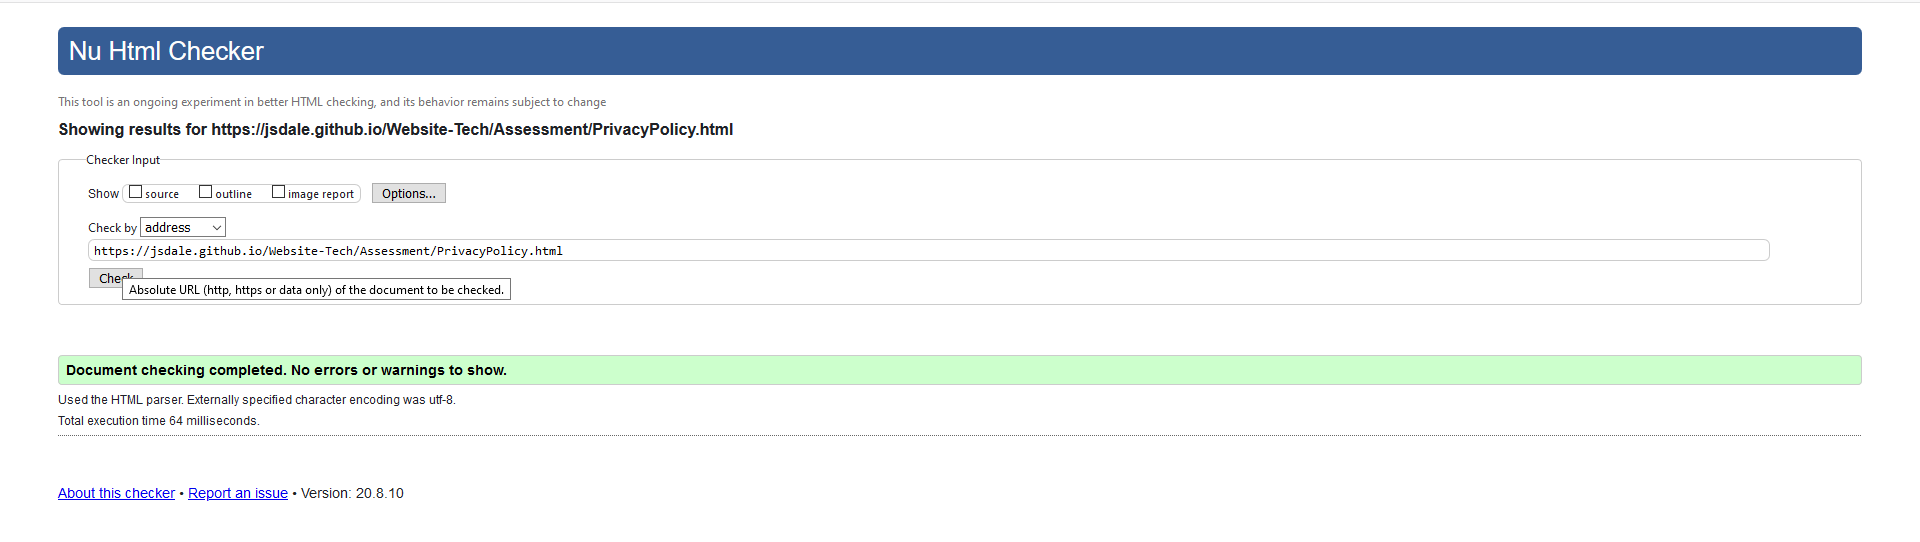 Nu Html Checker
This tool is an ongoing experiment in better HTML checking, and its behavior remains subject to change
Showing results for https://jsdale.github.io/Website-Tech/Assessment/PrivacyPolicy.html
Checker Input
Show source outline image report Options...
Check by address
https://jsdale.github.io/Website-Tech/Assessment/PrivacyPolicy.html
Check
Absolute URL (http, https or data only) of the document to be checked.
Document checking completed. No errors or warnings to show.
Used the HTML parser. Externally specified character encoding was utf-8.
Total execution time 64 milliseconds.
About this checker • Report an issue • Version: 20.8.10